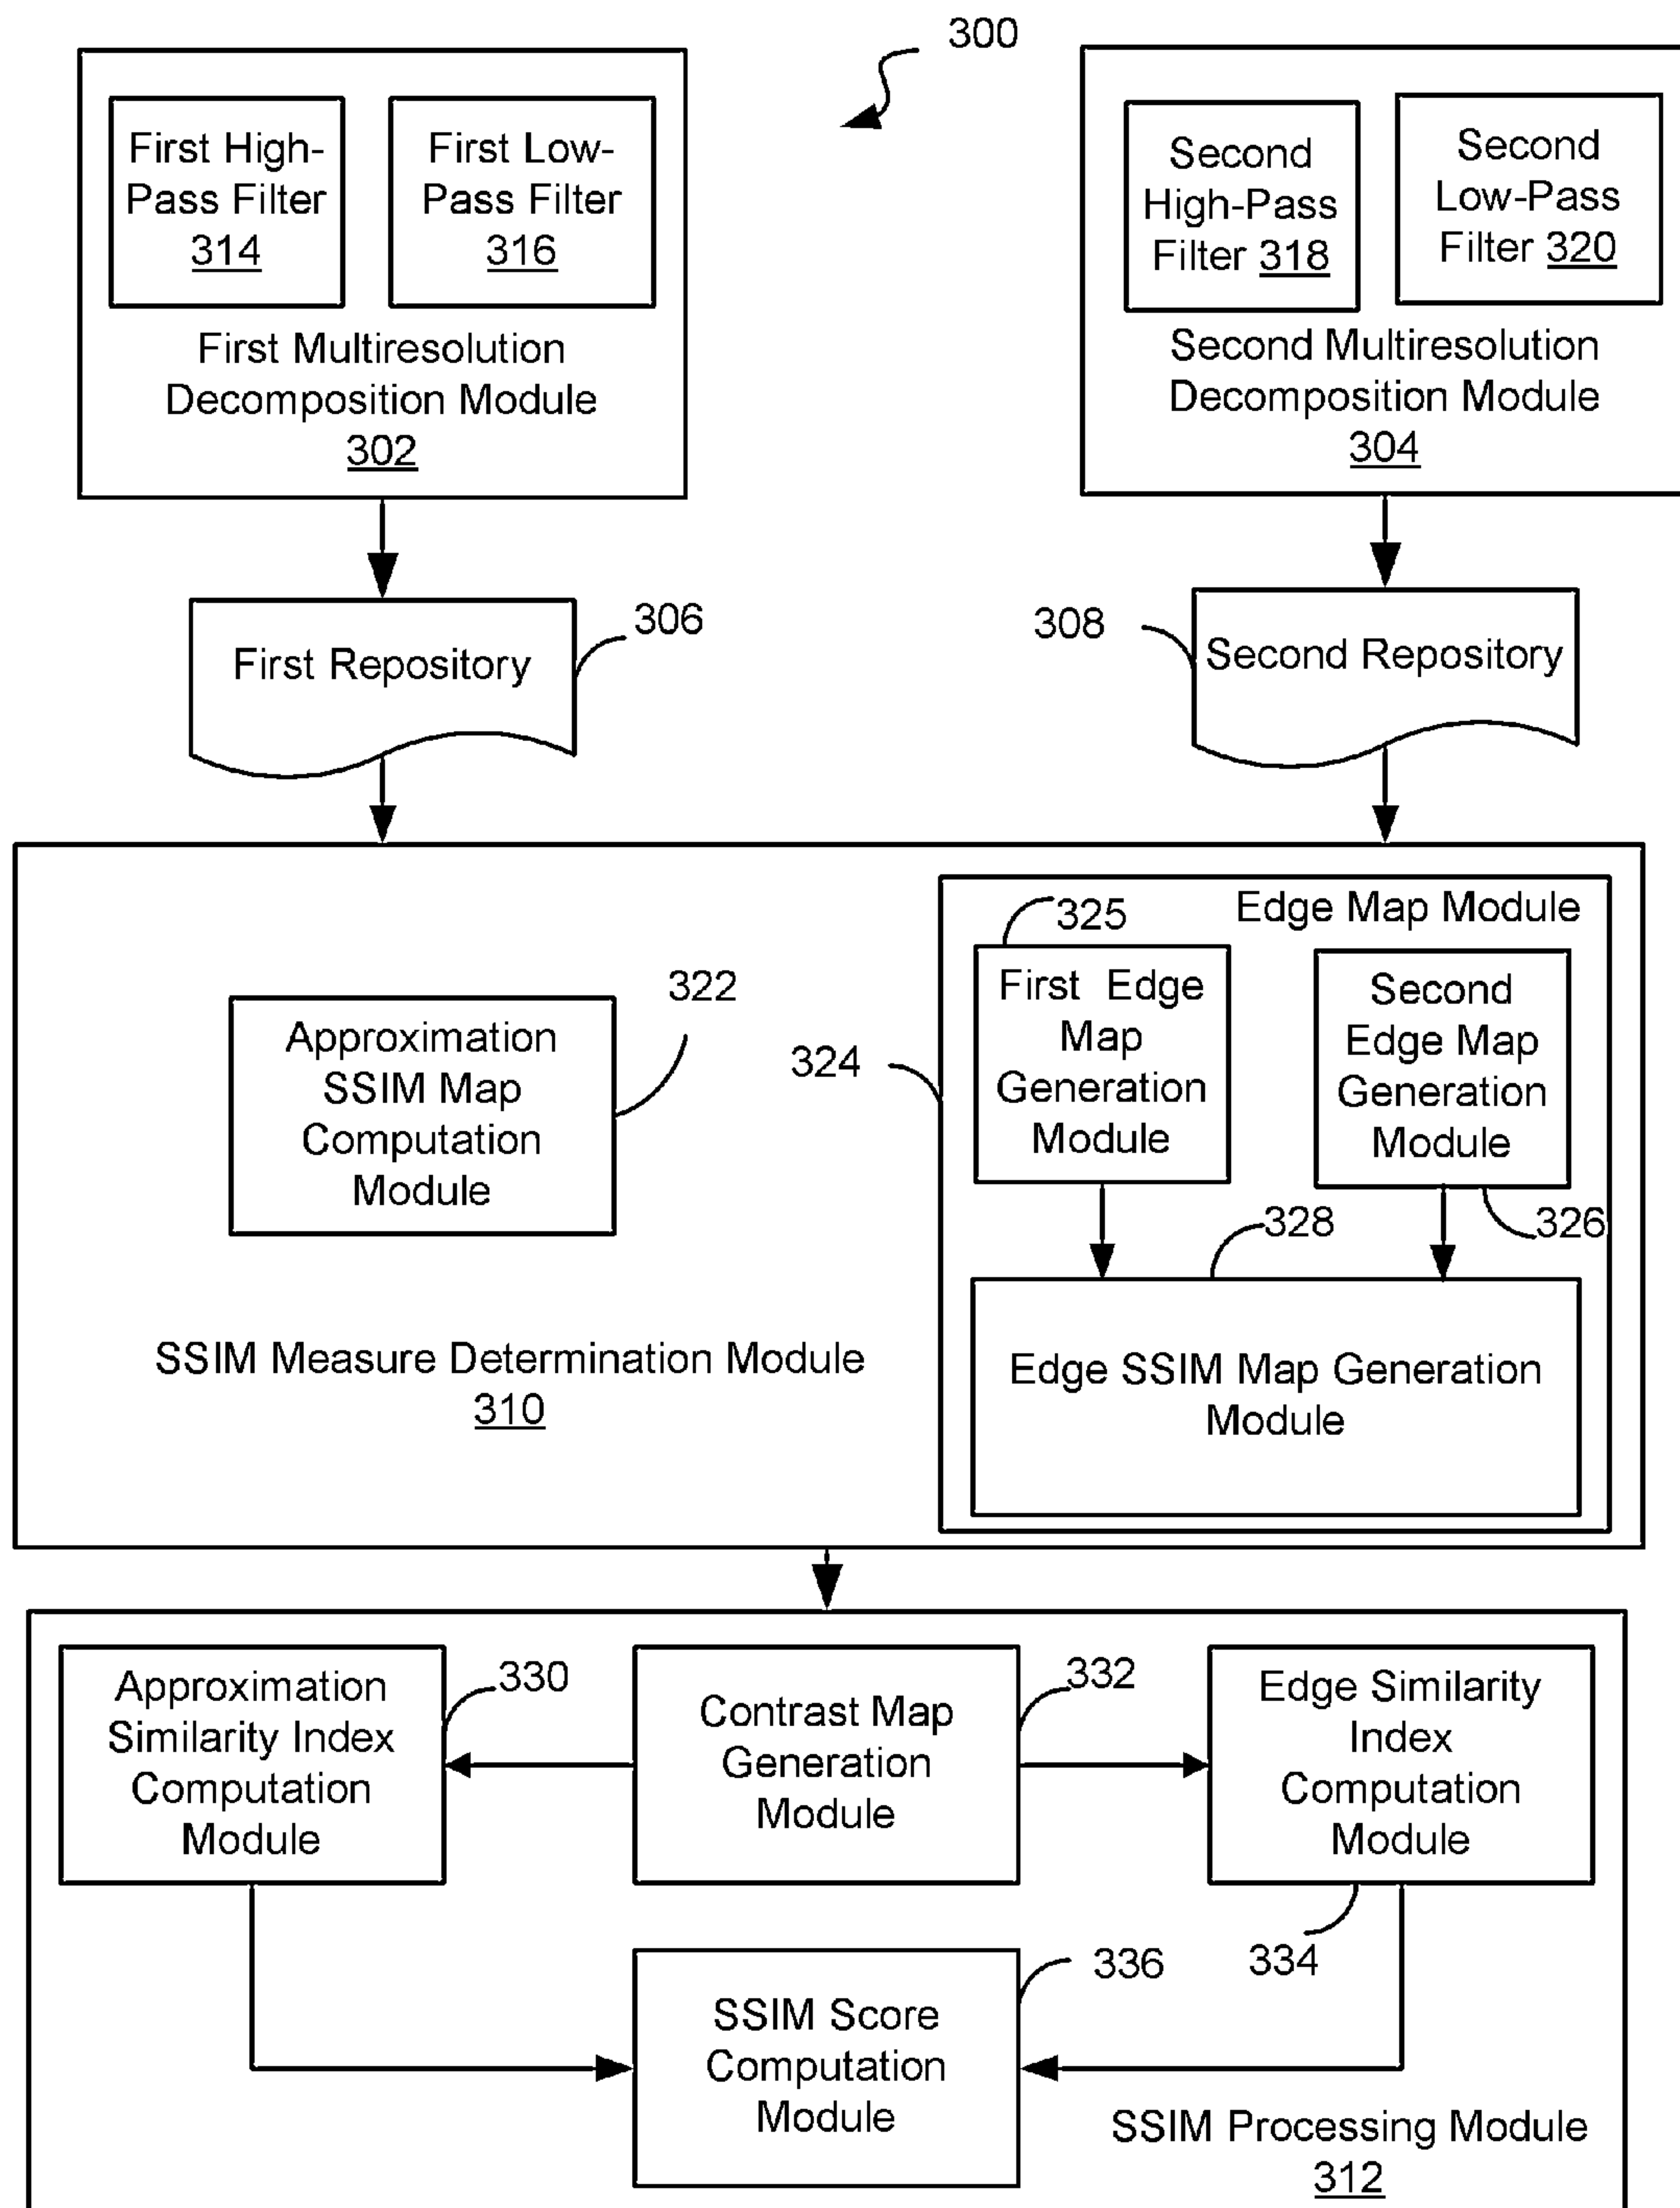 300
First High-
Pass Filter
314
First Low-
Pass Filter
316
First Multiresolution
Decomposition Module
302
Second
High-Pass
Filter 318
Second
Low-Pass
Filter 320
Second Multiresolution
Decomposition Module
304
First Repository
306
308
Second Repository
Approximation
SSIM Map
Computation
Module
322
SSIM Measure Determination Module
310
324
Edge Map Module
325
First Edge
Map
Generation
Module
Second
Edge Map
Generation
Module
326
328
Edge SSIM Map Generation
Module
Approximation
Similarity Index
Computation
Module
330
Contrast Map
Generation
Module
332
Edge Similarity
Index
Computation
Module
334
SSIM Score
Computation
Module
336
SSIM Processing Module
312